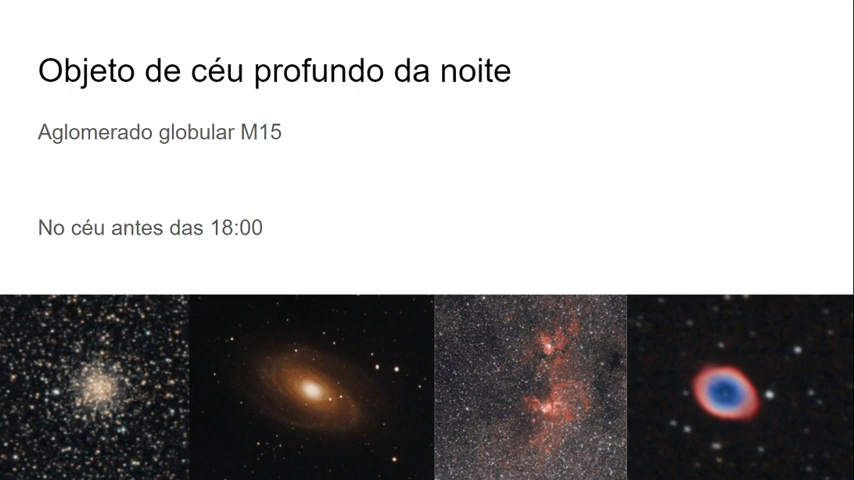 Objeto de céu profundo da noite
Aglomerado globular M15
No céu antes das 18:00